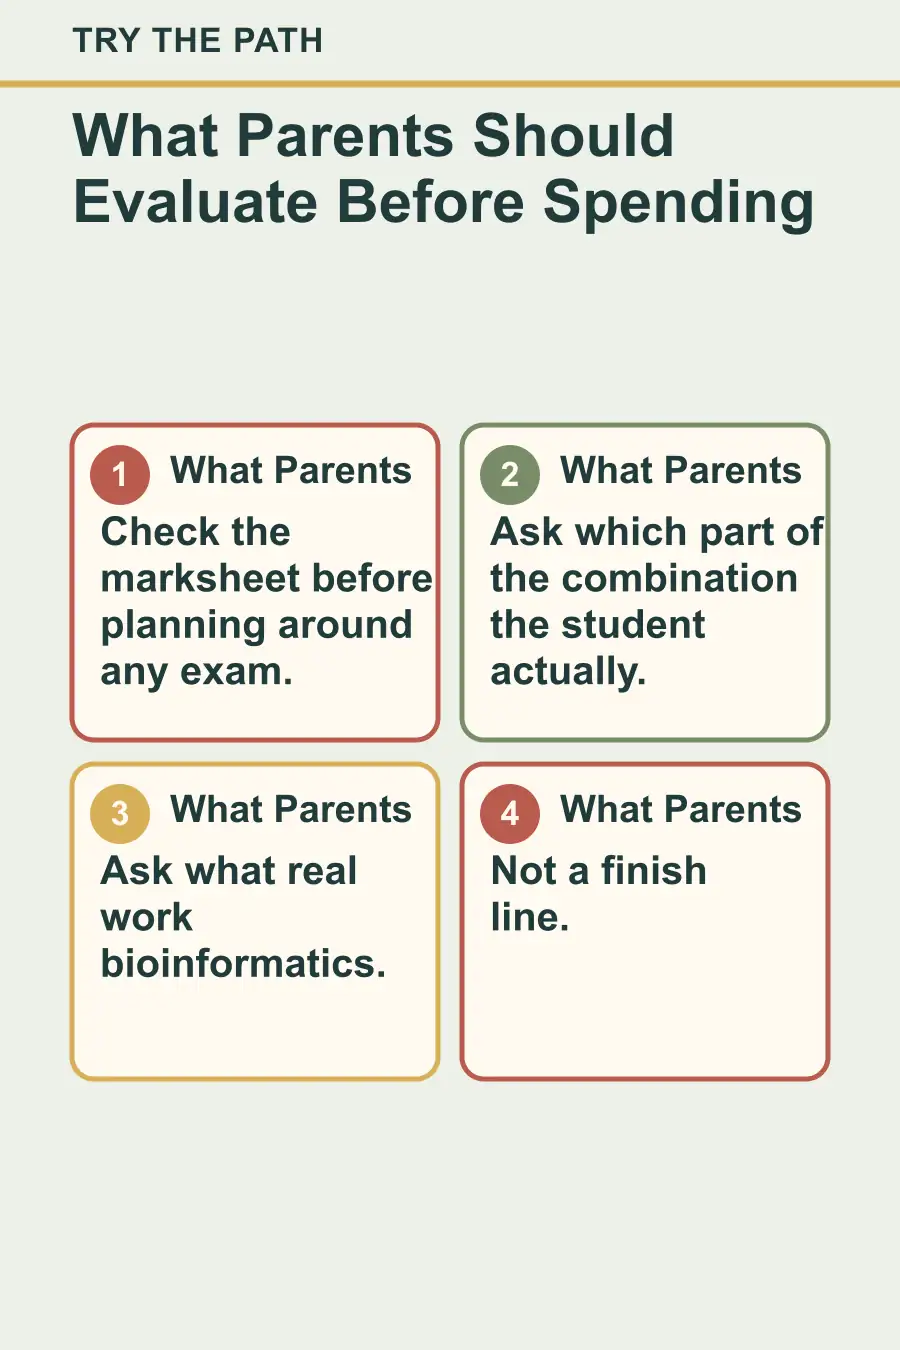 TRY THE PATH
What Parents Should
Evaluate Before Spending
1 What Parents
Check the
marksheet before
planning around
any exam.
2 What Parents
Ask which part of
the combination
the student
actually.
3 What Parents
Ask what real
work
bioinformatics.
4 What Parents
Not a finish
line.